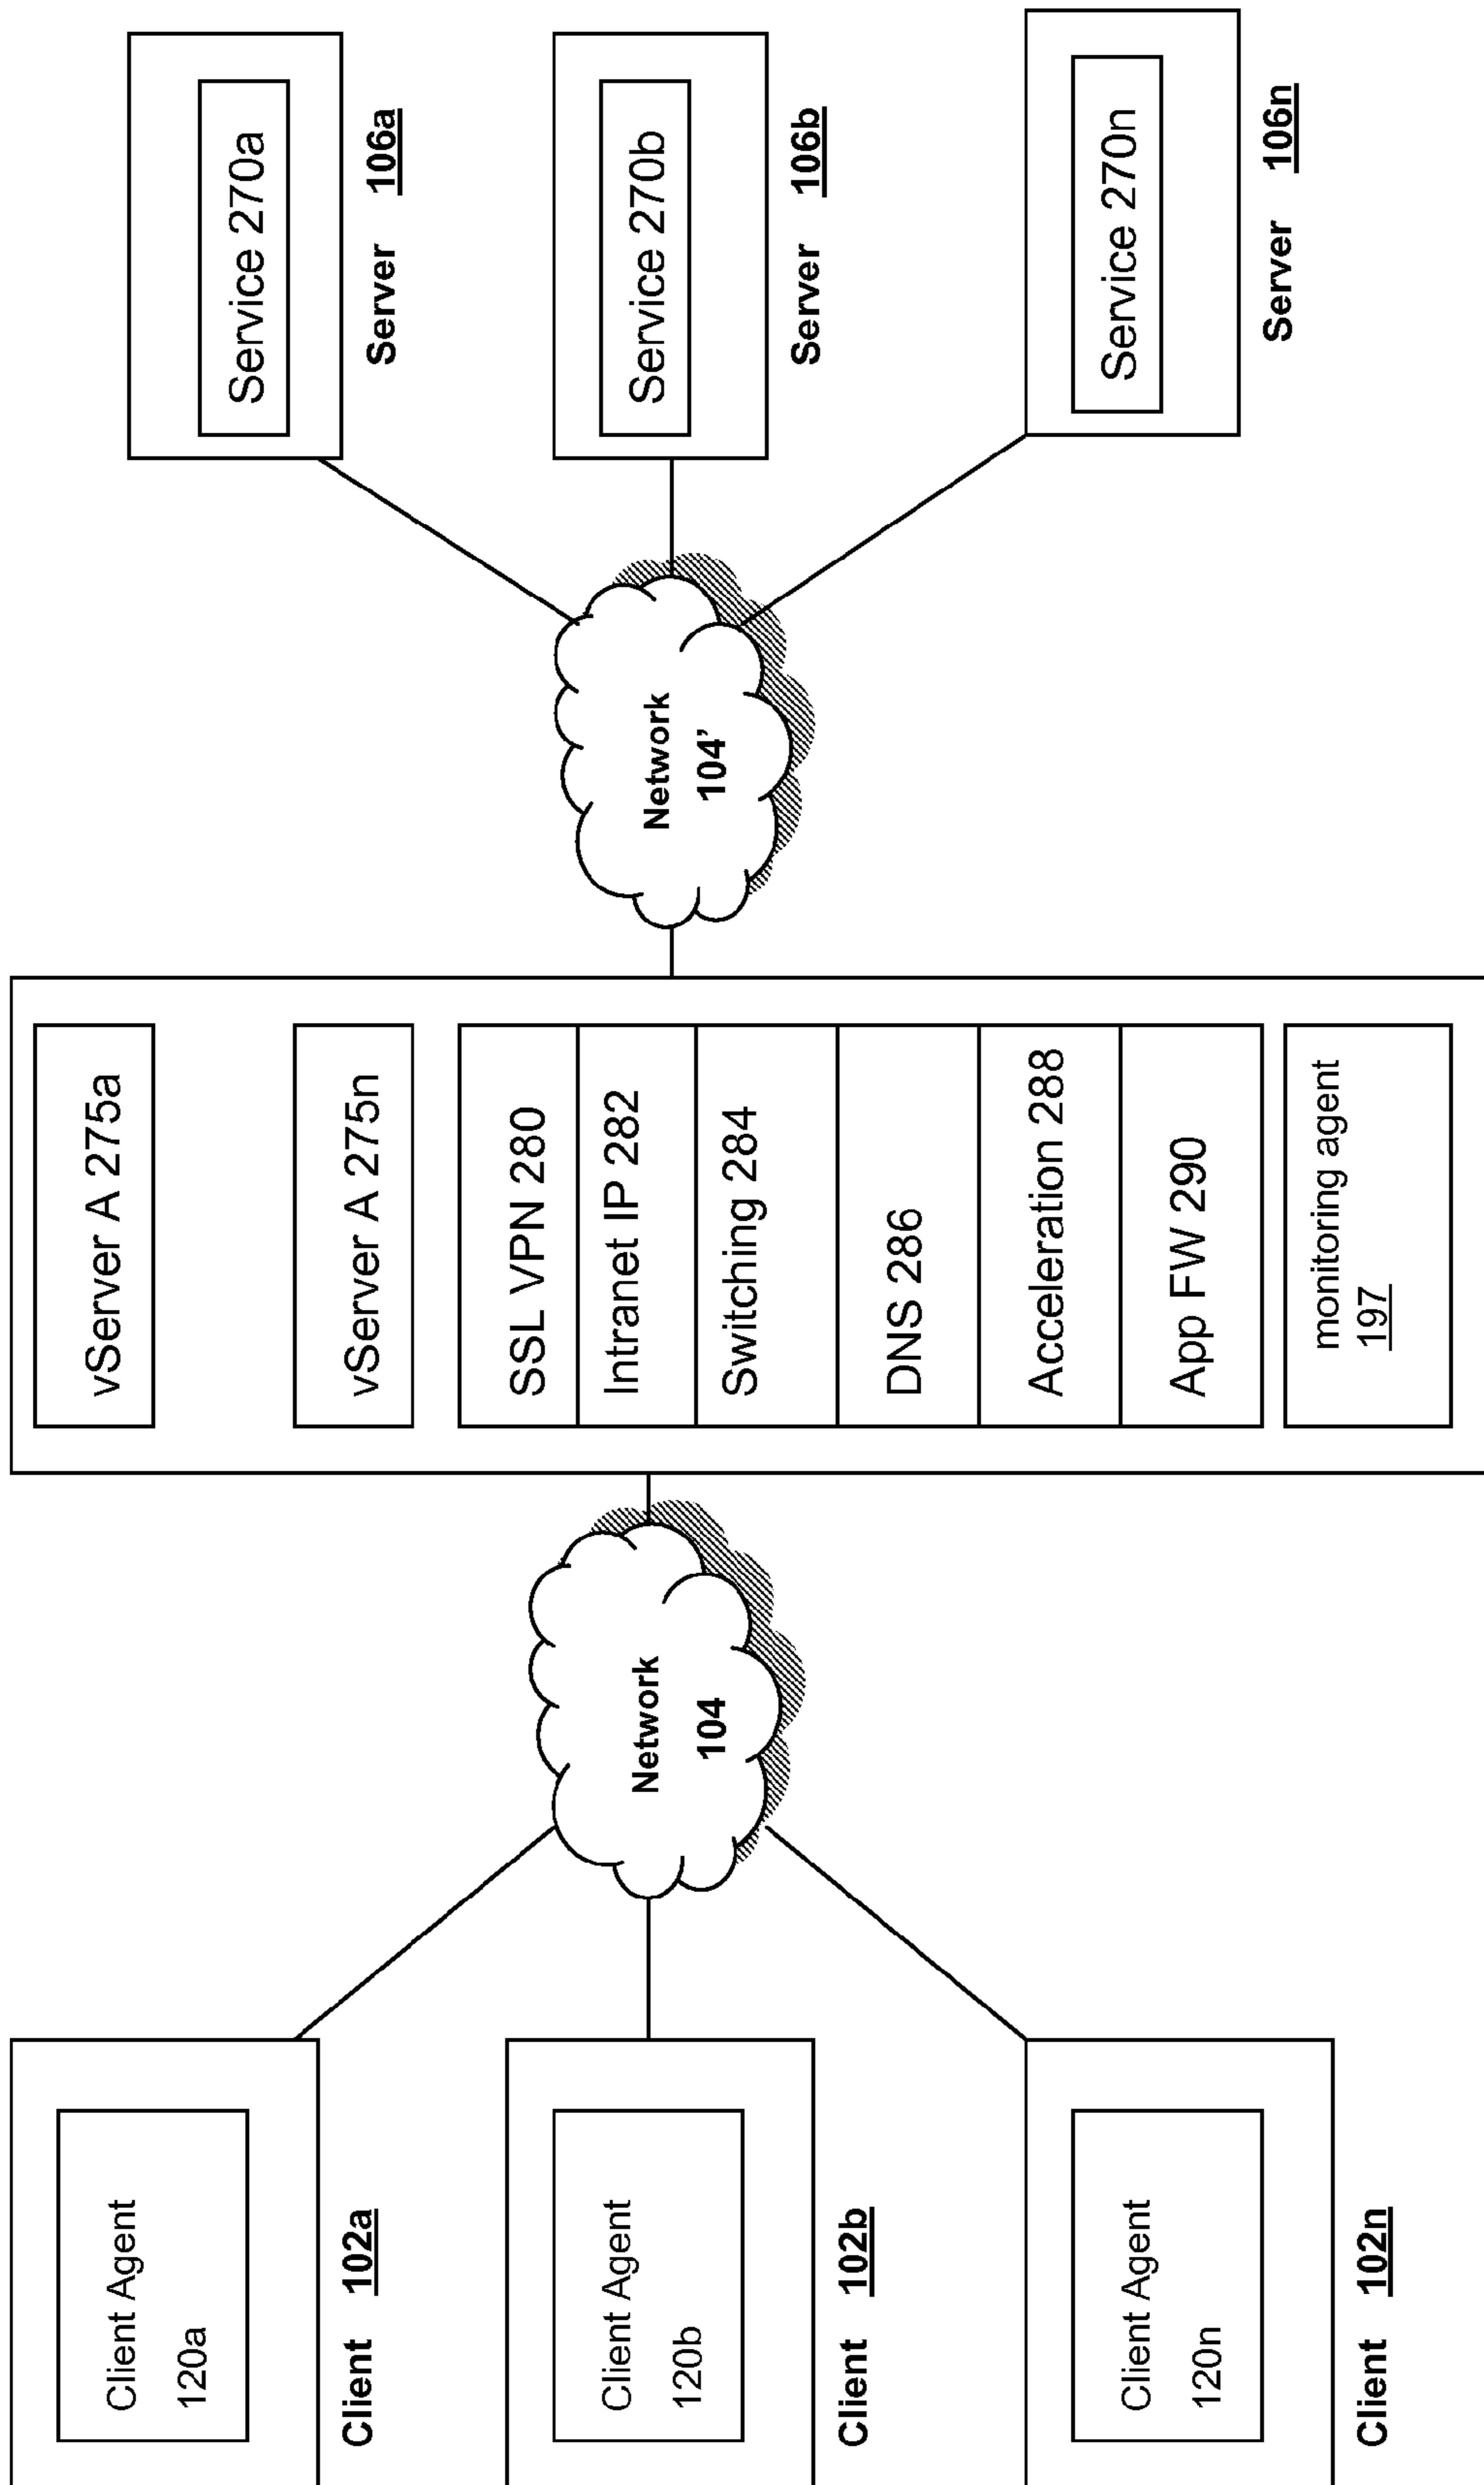 Client Agent
120a
Client 102a
Client Agent
120b
Client 102b
Client Agent
120n
Client 102n
Network
104
vServer A 275a
vServer A 275n
SSL VPN 280
Intranet IP 282
Switching 284
DNS 286
Acceleration 288
App FW 290
monitoring agent
197
Network
104’
Service 270a
Server 106a
Service 270b
Server 106b
Service 270n
Server 106n